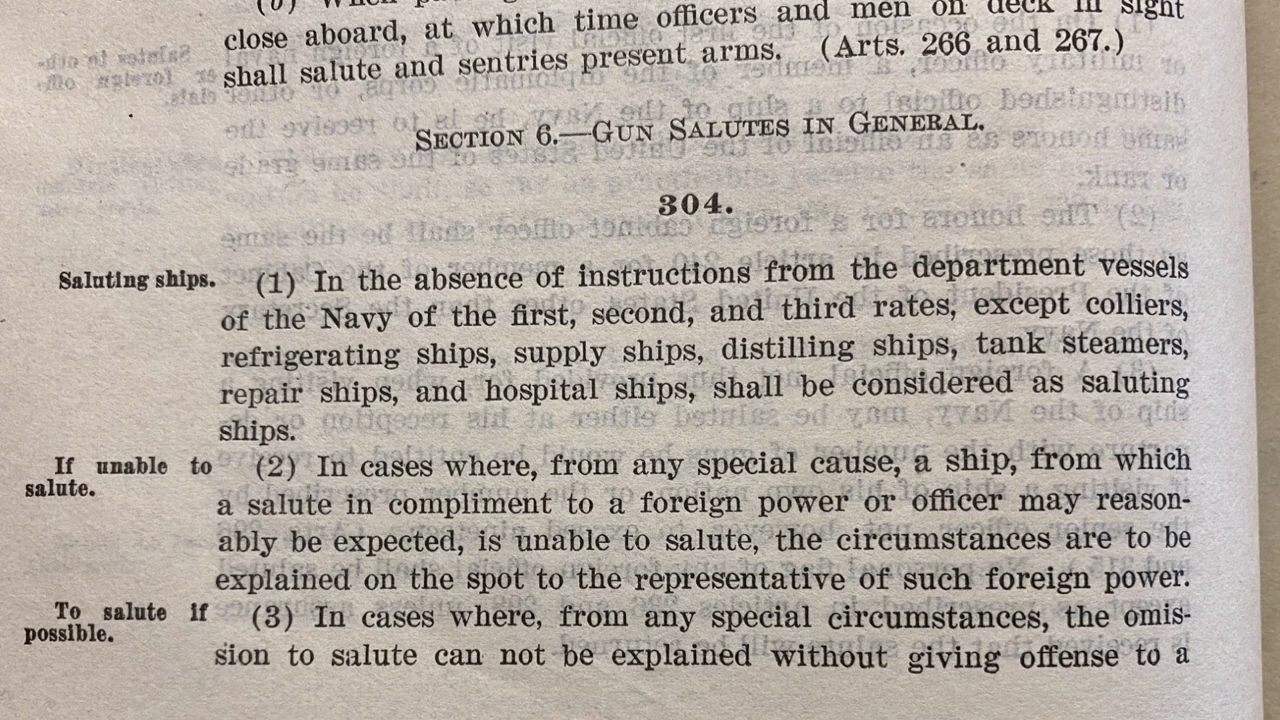 close aboard, at which time officers and men on deck in sight
shall salute and sentries present arms. (Arts. 266 and 267.)
SECTION 6.—GUN SALUTES IN GENERAL.
304.
Saluting ships.
(1) In the absence of instructions from the department vessels
of the Navy of the first, second, and third rates, except colliers,
refrigerating ships, supply ships, distilling ships, tank steamers,
repair ships, and hospital ships, shall be considered as saluting
ships.
If unable to
salute.
(2) In cases where, from any special cause, a ship, from which
a salute in compliment to a foreign power or officer may reason-
ably be expected, is unable to salute, the circumstances are to be
explained on the spot to the representative of such foreign power.
To salute if
possible.
(3) In cases where, from any special circumstances, the omis-
sion to salute can not be explained without giving offense to a